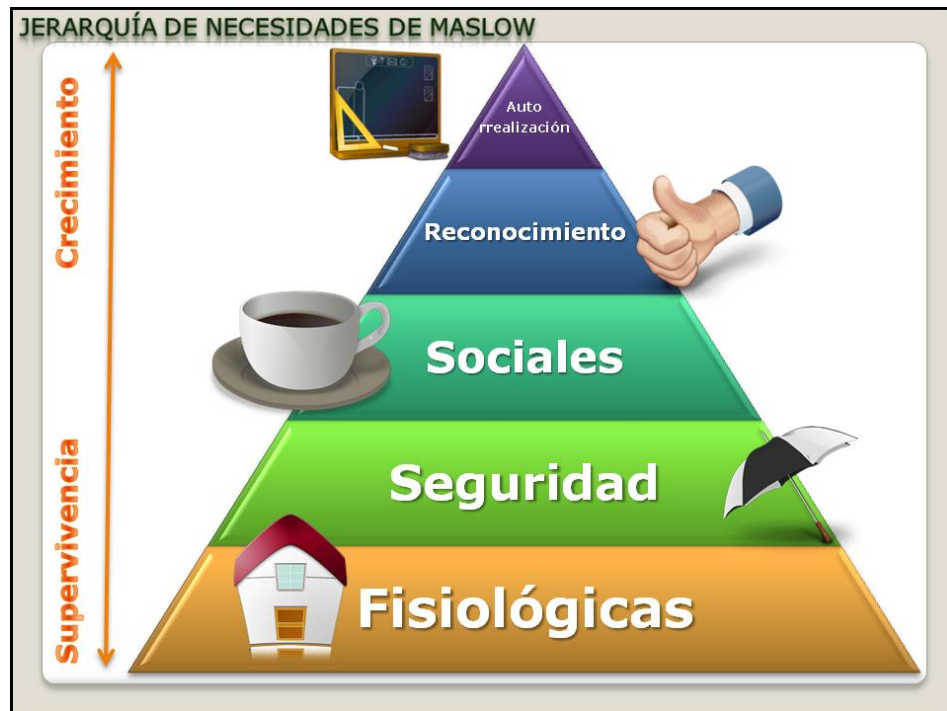 JERARQUÍA DE NECESIDADES DE MASLOW
Crecimiento
Supervivencia
Auto
rrealización
Reconocimiento
Sociales
Seguridad
Fisiológicas